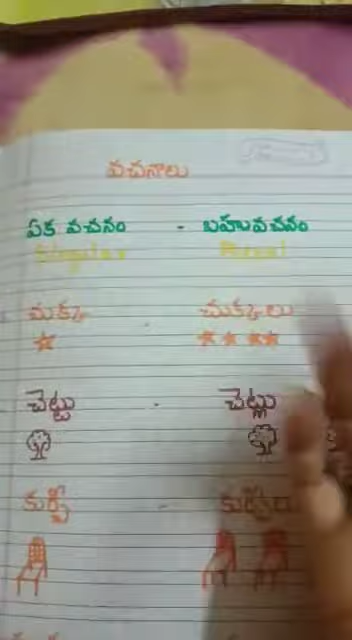 వచనాలు
ఏక వచనం - బహువచనం
Singular Plural
చుక్క - చుక్కలు
చెట్టు - చెట్లు
కుర్చీ - కుర్చీలు